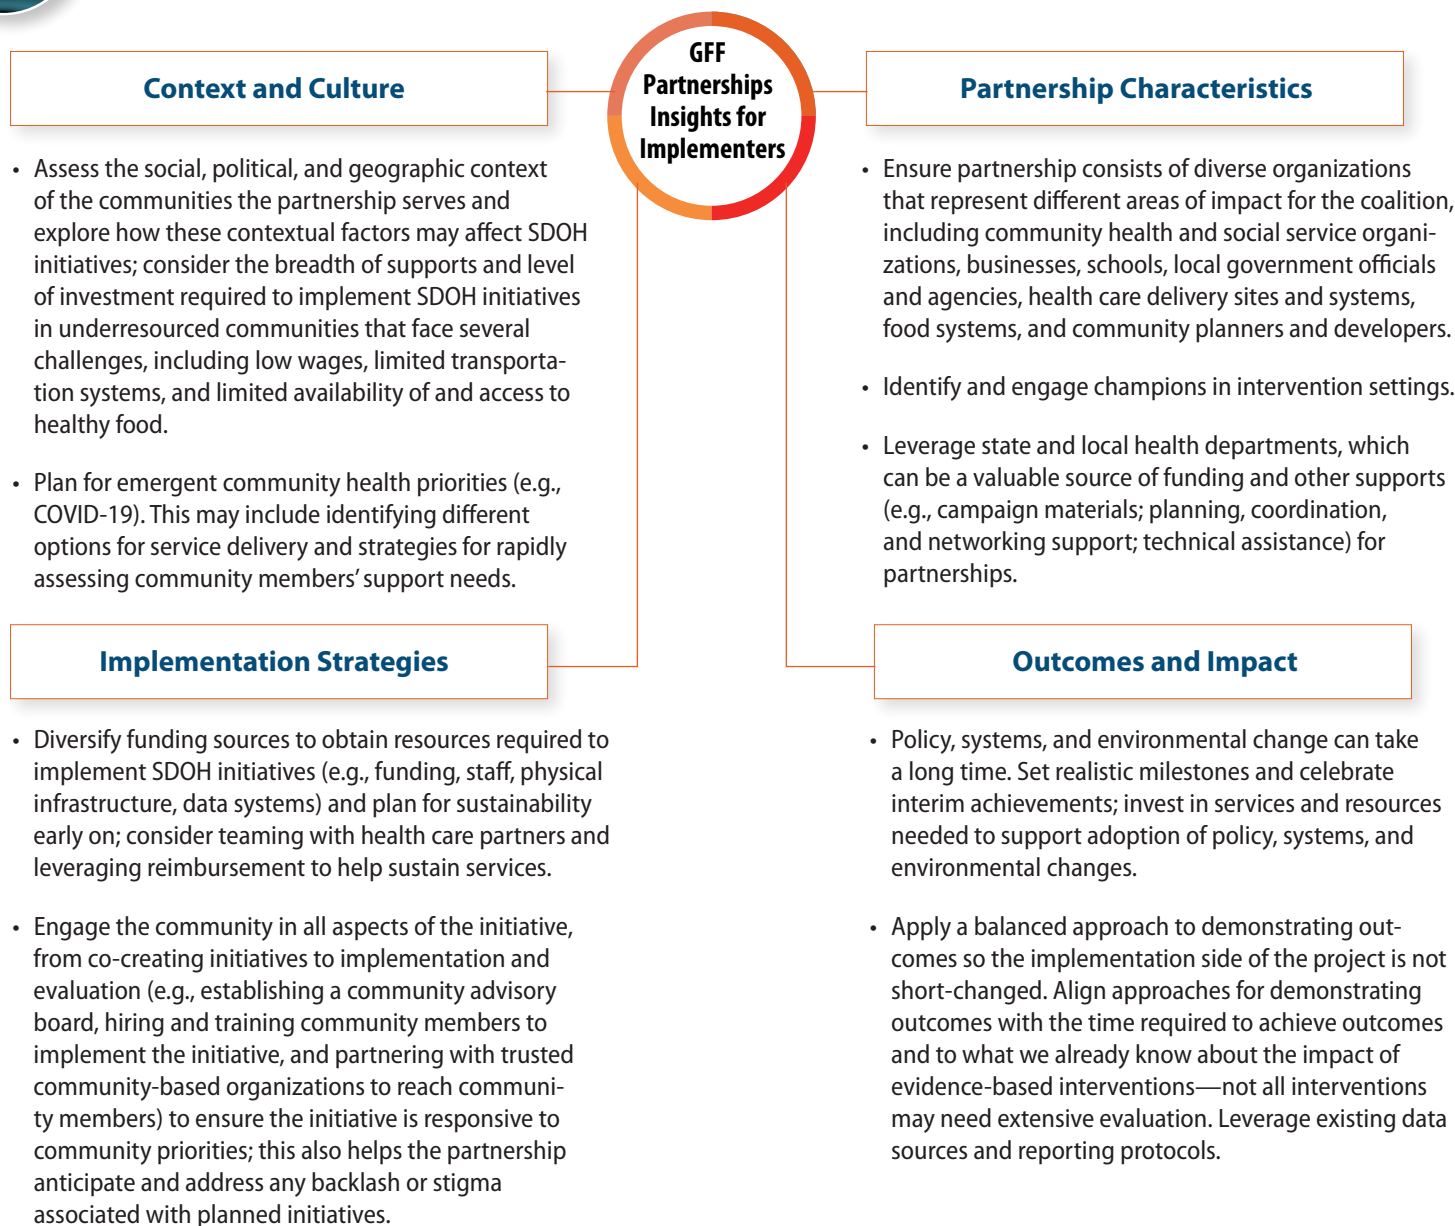 GFF
Partnerships
Insights for
Implementers
Context and Culture
• Assess the social, political, and geographic context
of the communities the partnership serves and
explore how these contextual factors may affect SDOH
initiatives; consider the breadth of supports and level
of investment required to implement SDOH initiatives
in underresourced communities that face several
challenges, including low wages, limited transporta-
tion systems, and limited availability of and access to
healthy food.
• Plan for emergent community health priorities (e.g.,
COVID-19). This may include identifying different
options for service delivery and strategies for rapidly
assessing community members’ support needs.
Partnership Characteristics
• Ensure partnership consists of diverse organizations
that represent different areas of impact for the coalition,
including community health and social service organi-
zations, businesses, schools, local government officials
and agencies, health care delivery sites and systems,
food systems, and community planners and developers.
• Identify and engage champions in intervention settings.
• Leverage state and local health departments, which
can be a valuable source of funding and other supports
(e.g., campaign materials; planning, coordination,
and networking support; technical assistance) for
partnerships.
Implementation Strategies
• Diversify funding sources to obtain resources required to
implement SDOH initiatives (e.g., funding, staff, physical
infrastructure, data systems) and plan for sustainability
early on; consider teaming with health care partners and
leveraging reimbursement to help sustain services.
• Engage the community in all aspects of the initiative,
from co-creating initiatives to implementation and
evaluation (e.g., establishing a community advisory
board, hiring and training community members to
implement the initiative, and partnering with trusted
community-based organizations to reach communi-
ty members) to ensure the initiative is responsive to
community priorities; this also helps the partnership
anticipate and address any backlash or stigma
associated with planned initiatives.
Outcomes and Impact
• Policy, systems, and environmental change can take
a long time. Set realistic milestones and celebrate
interim achievements; invest in services and resources
needed to support adoption of policy, systems, and
environmental changes.
• Apply a balanced approach to demonstrating out-
comes so the implementation side of the project is not
short-changed. Align approaches for demonstrating
outcomes with the time required to achieve outcomes
and to what we already know about the impact of
evidence-based interventions—not all interventions
may need extensive evaluation. Leverage existing data
sources and reporting protocols.